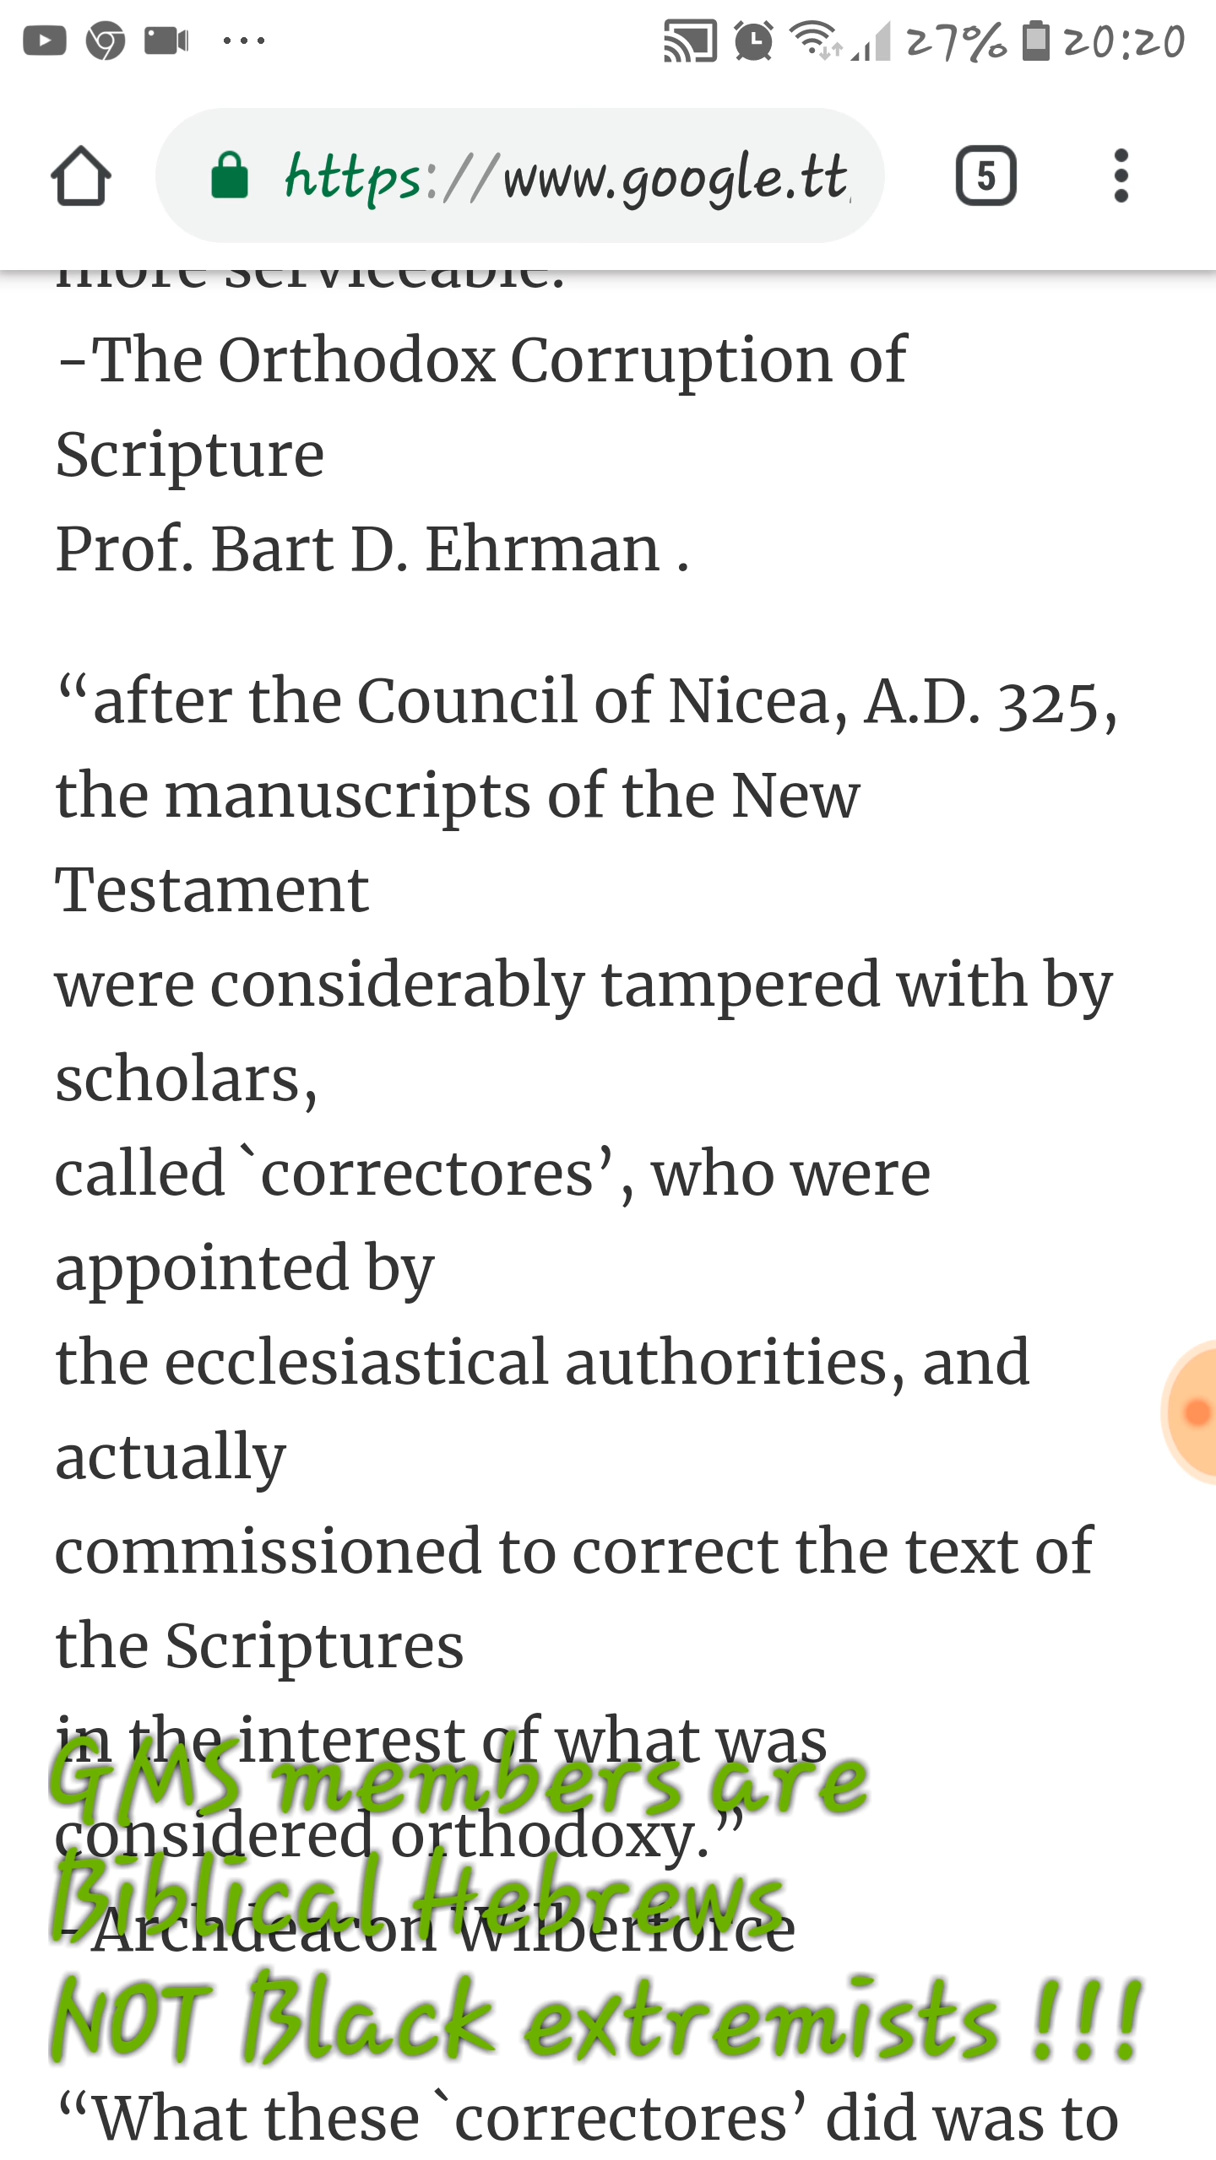 27% 20:20
https://www.google.tt
5
more serviceable.
-The Orthodox Corruption of
Scripture
Prof. Bart D. Ehrman .
“after the Council of Nicea, A.D. 325,
the manuscripts of the New
Testament
were considerably tampered with by
scholars,
called `correctores’, who were
appointed by
the ecclesiastical authorities, and
actually
commissioned to correct the text of
the Scriptures
in the interest of what was
GMS members are
considered orthodoxy.”
Biblical Hebrews
-Archdeacon Wilberforce
NOT Black extremists !!!
“What these `correctores’ did was to